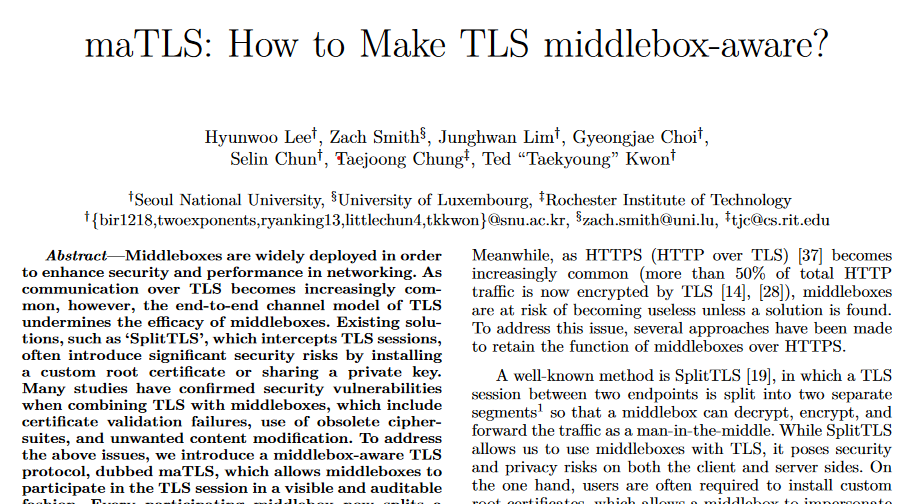 maTLS: How to Make TLS middlebox-aware?
Hyunwoo Lee†, Zach Smith§, Junghwan Lim†, Gyeongjae Choi†,
Selin Chun†, Taejoong Chung‡, Ted “Taekyoung” Kwon†
†Seoul National University, §University of Luxembourg, ‡Rochester Institute of Technology
†{bir1218,twoexponents,ryanking13,littlechun4,tkkwon}@snu.ac.kr, §zach.smith@uni.lu, ‡tjc@cs.rit.edu
Abstract—Middleboxes are widely deployed in order
to enhance security and performance in networking. As
communication over TLS becomes increasingly com-
mon, however, the end-to-end channel model of TLS
undermines the efficacy of middleboxes. Existing solu-
tions, such as ‘SplitTLS’, which intercepts TLS sessions,
often introduce significant security risks by installing
a custom root certificate or sharing a private key.
Many studies have confirmed security vulnerabilities
when combining TLS with middleboxes, which include
certificate validation failures, use of obsolete cipher-
suites, and unwanted content modification. To address
the above issues, we introduce a middlebox-aware TLS
protocol, dubbed maTLS, which allows middleboxes to
participate in the TLS session in a visible and auditable
fashion. Every participating middlebox now splits a
Meanwhile, as HTTPS (HTTP over TLS) [37] becomes
increasingly common (more than 50% of total HTTP
traffic is now encrypted by TLS [14], [28]), middleboxes
are at risk of becoming useless unless a solution is found.
To address this issue, several approaches have been made
to retain the function of middleboxes over HTTPS.
A well-known method is SplitTLS [19], in which a TLS
session between two endpoints is split into two separate
segments1 so that a middlebox can decrypt, encrypt, and
forward the traffic as a man-in-the-middle. While SplitTLS
allows us to use middleboxes with TLS, it poses security
and privacy risks on both the client and server sides. On
the one hand, users are often required to install custom
root certificates, which allows a middlebox to impersonate